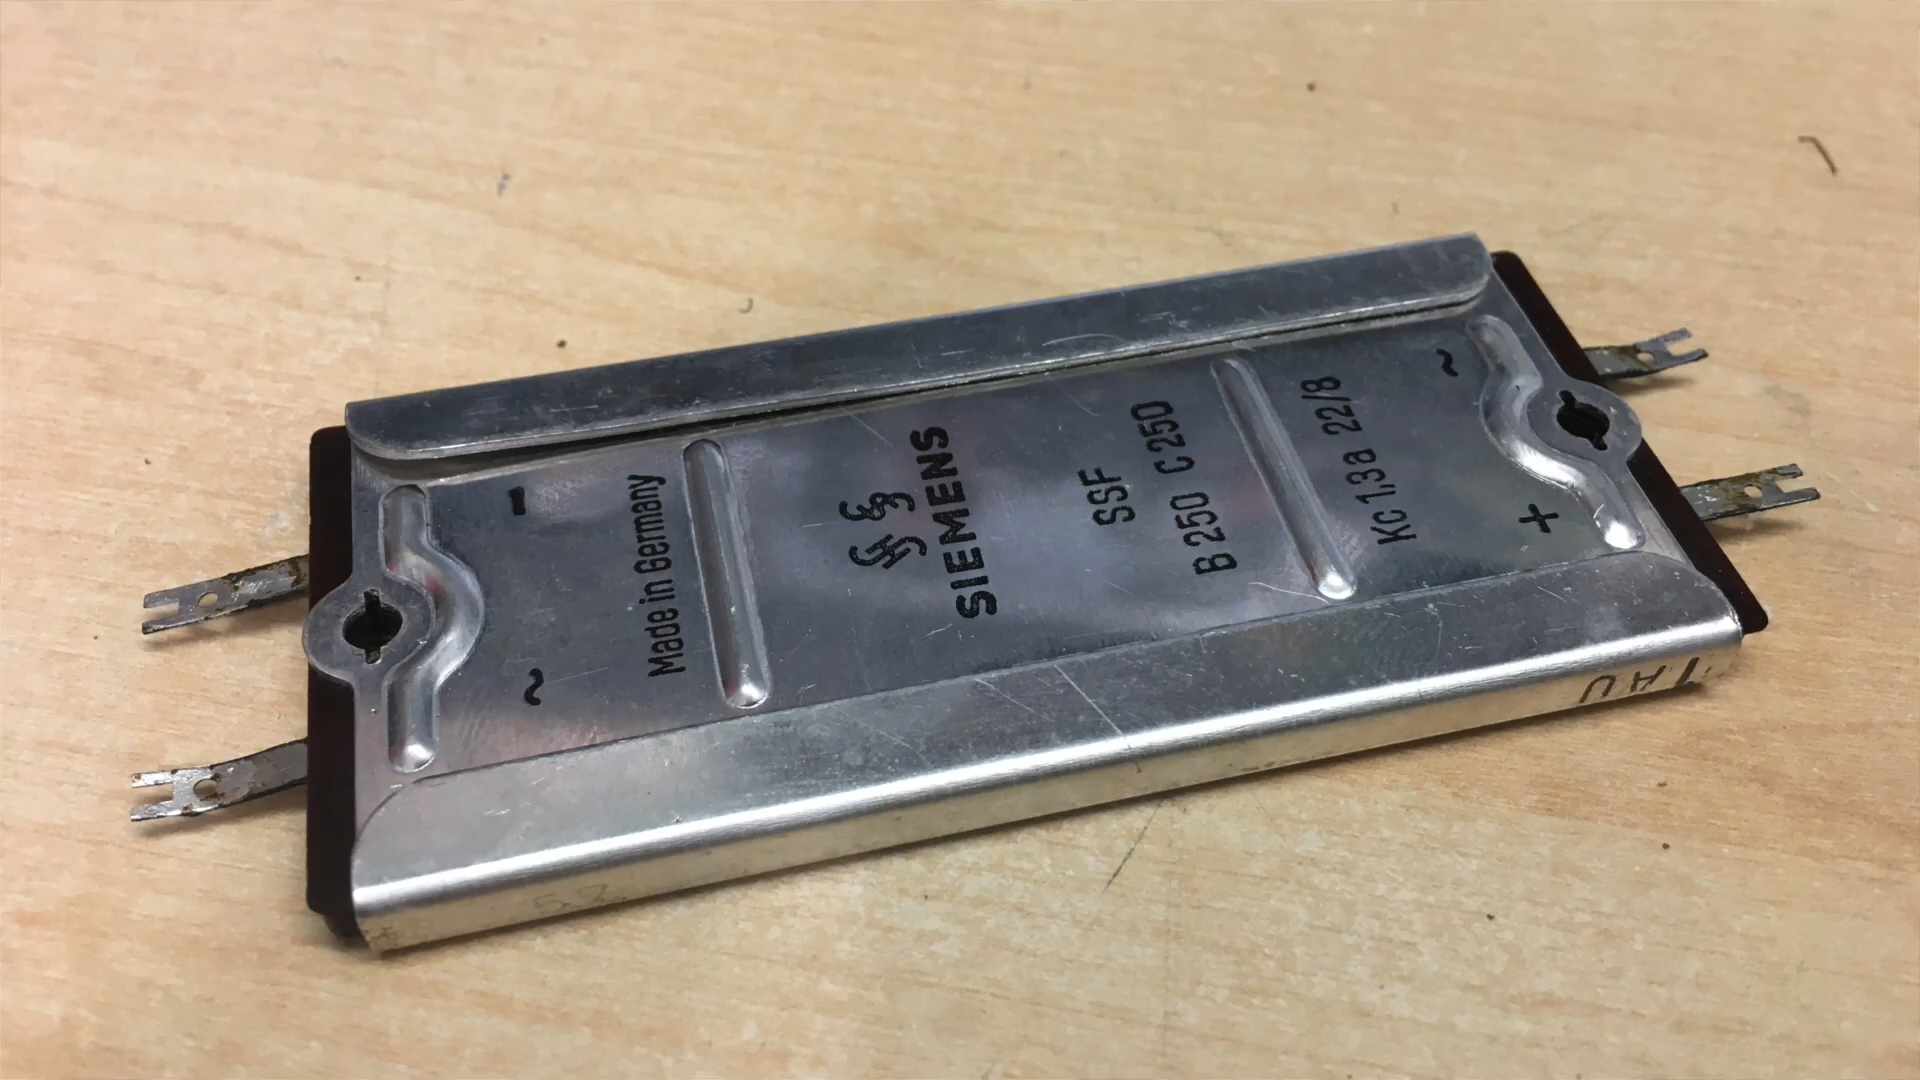 -
~
Made in Germany
SIEMENS
SSF
B 250 C 250
Kc 1,3a 22/8
~
+